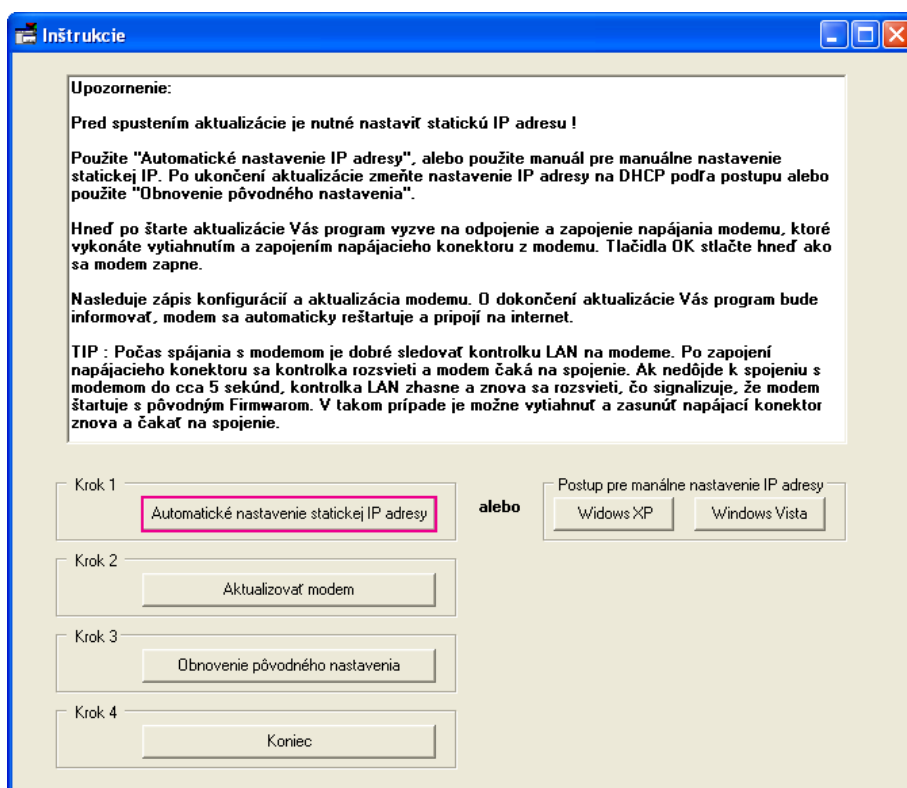 Inštrukcie
Upozornenie:
Pred spustením aktualizácie je nutné nastaviť statickú IP adresu !
Použite "Automatické nastavenie IP adresy", alebo použite manuál pre manuálne nastavenie
statickej IP. Po ukončení aktualizácie zmeňte nastavenie IP adresy na DHCP podľa postupu alebo
použite "Obnovenie pôvodného nastavenia".
Hneď po štarte aktualizácie Vás program vyzve na odpojenie a zapojenie napájania modemu, ktoré
vykonáte vytiahnutím a zapojením napájacieho konektoru z modemu. Tlačidla OK stlačte hneď ako
sa modem zapne.
Nasleduje zápis konfigurácií a aktualizácia modemu. O dokončení aktualizácie Vás program bude
informovať, modem sa automaticky reštartuje a pripojí na internet.
TIP : Počas spájania s modemom je dobré sledovať kontrolku LAN na modeme. Po zapojení
napájacieho konektoru sa kontrolka rozsvieti a modem čaká na spojenie. Ak nedôjde k spojeniu s
modemom do cca 5 sekúnd, kontrolka LAN zhasne a znova sa rozsvieti, čo signalizuje, že modem
štartuje s pôvodným Firmwarom. V takom prípade je možne vytiahnuť a zasunúť napájací konektor
znova a čakať na spojenie.
Krok 1
Automatické nastavenie statickej IP adresy
alebo
Postup pre manálne nastavenie IP adresy
Widows XP
Windows Vista
Krok 2
Aktualizovať modem
Krok 3
Obnovenie pôvodného nastavenia
Krok 4
Koniec